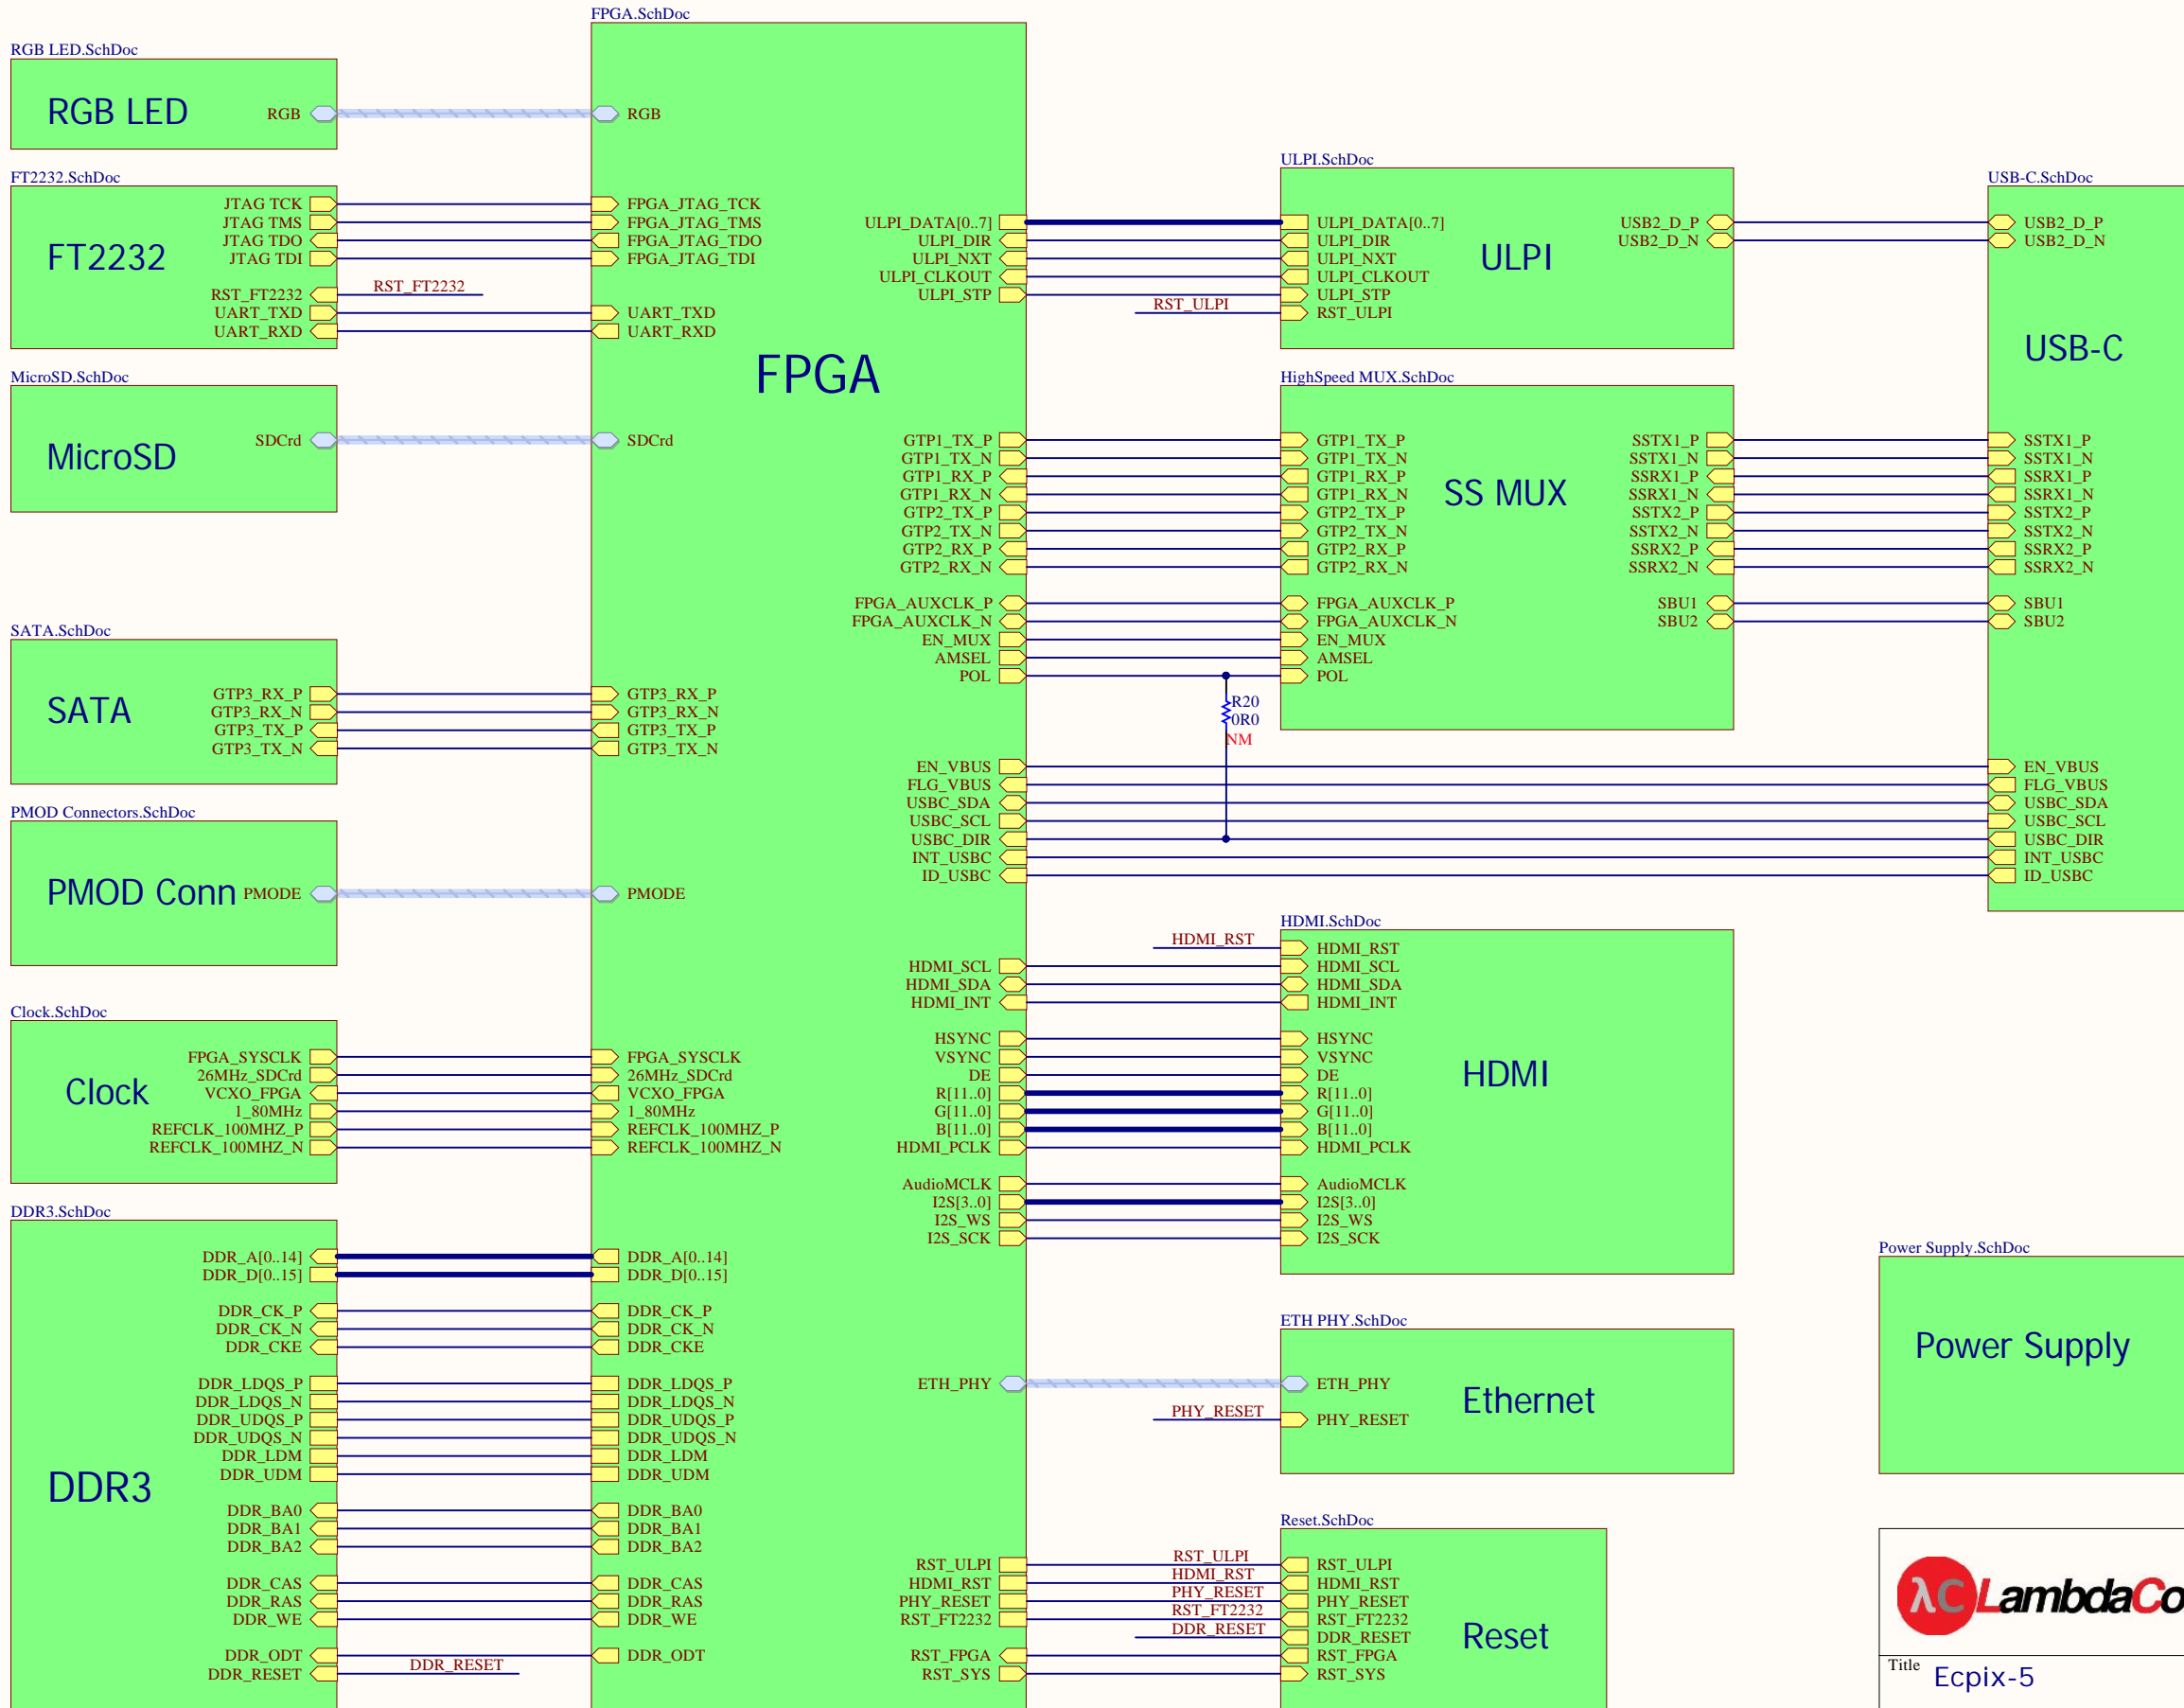 FPGA.SchDoc
RGB LED.SchDoc
RGB LED
RGB
RGB
FT2232.SchDoc
FT2232
JTAG TCK
JTAG TMS
JTAG TDO
JTAG TDI
RST_FT2232
UART_TXD
UART_RXD
RST_FT2232
FPGA_JTAG_TCK
FPGA_JTAG_TMS
FPGA_JTAG_TDO
FPGA_JTAG_TDI
UART_TXD
UART_RXD
FPGA
MicroSD.SchDoc
MicroSD
SDCrd
SDCrd
SATA.SchDoc
SATA
GTP3_RX_P
GTP3_RX_N
GTP3_TX_P
GTP3_TX_N
GTP3_RX_P
GTP3_RX_N
GTP3_TX_P
GTP3_TX_N
PMOD Connectors.SchDoc
PMOD Conn
PMODE
PMODE
Clock.SchDoc
Clock
FPGA_SYSCLK
26MHz_SDCrd
VCXO_FPGA
1_80MHz
REFCLK_100MHZ_P
REFCLK_100MHZ_N
FPGA_SYSCLK
26MHz_SDCrd
VCXO_FPGA
1_80MHz
REFCLK_100MHZ_P
REFCLK_100MHZ_N
DDR3.SchDoc
DDR3
DDR_A[0..14]
DDR_D[0..15]
DDR_CK_P
DDR_CK_N
DDR_CKE
DDR_LDQS_P
DDR_LDQS_N
DDR_UDQS_P
DDR_UDQS_N
DDR_LDM
DDR_UDM
DDR_BA0
DDR_BA1
DDR_BA2
DDR_CAS
DDR_RAS
DDR_WE
DDR_ODT
DDR_RESET
DDR_RESET
DDR_A[0..14]
DDR_D[0..15]
DDR_CK_P
DDR_CK_N
DDR_CKE
DDR_LDQS_P
DDR_LDQS_N
DDR_UDQS_P
DDR_UDQS_N
DDR_LDM
DDR_UDM
DDR_BA0
DDR_BA1
DDR_BA2
DDR_CAS
DDR_RAS
DDR_WE
DDR_ODT
ULPI_DATA[0..7]
ULPI_DIR
ULPI_NXT
ULPI_CLKOUT
ULPI_STP
RST_ULPI
ULPI.SchDoc
ULPI
ULPI_DATA[0..7]
ULPI_DIR
ULPI_NXT
ULPI_CLKOUT
ULPI_STP
RST_ULPI
USB2_D_P
USB2_D_N
GTP1_TX_P
GTP1_TX_N
GTP1_RX_P
GTP1_RX_N
GTP2_TX_P
GTP2_TX_N
GTP2_RX_P
GTP2_RX_N
FPGA_AUXCLK_P
FPGA_AUXCLK_N
EN_MUX
AMSEL
POL
HighSpeed MUX.SchDoc
SS MUX
GTP1_TX_P
GTP1_TX_N
GTP1_RX_P
GTP1_RX_N
GTP2_TX_P
GTP2_TX_N
GTP2_RX_P
GTP2_RX_N
FPGA_AUXCLK_P
FPGA_AUXCLK_N
EN_MUX
AMSEL
POL
SSTX1_P
SSTX1_N
SSRX1_P
SSRX1_N
SSTX2_P
SSTX2_N
SSRX2_P
SSRX2_N
SBU1
SBU2
R20
0R0
NM
USB-C.SchDoc
USB-C
USB2_D_P
USB2_D_N
SSTX1_P
SSTX1_N
SSRX1_P
SSRX1_N
SSTX2_P
SSTX2_N
SSRX2_P
SSRX2_N
SBU1
SBU2
EN_VBUS
FLG_VBUS
USBC_SDA
USBC_SCL
USBC_DIR
INT_USBC
ID_USBC
EN_VBUS
FLG_VBUS
USBC_SDA
USBC_SCL
USBC_DIR
INT_USBC
ID_USBC
HDMI_SCL
HDMI_SDA
HDMI_INT
HSYNC
VSYNC
DE
R[11..0]
G[11..0]
B[11..0]
HDMI_PCLK
AudioMCLK
I2S[3..0]
I2S_WS
I2S_SCK
HDMI_RST
HDMI.SchDoc
HDMI
HDMI_RST
HDMI_SCL
HDMI_SDA
HDMI_INT
HSYNC
VSYNC
DE
R[11..0]
G[11..0]
B[11..0]
HDMI_PCLK
AudioMCLK
I2S[3..0]
I2S_WS
I2S_SCK
ETH_PHY
PHY_RESET
ETH PHY.SchDoc
Ethernet
ETH_PHY
PHY_RESET
RST_ULPI
HDMI_RST
PHY_RESET
RST_FT2232
RST_FPGA
RST_SYS
RST_ULPI
HDMI_RST
PHY_RESET
RST_FT2232
DDR_RESET
Reset.SchDoc
Reset
RST_ULPI
HDMI_RST
PHY_RESET
RST_FT2232
DDR_RESET
RST_FPGA
RST_SYS
Power Supply.SchDoc
Power Supply
λC LambdaCo
Title Ecpix-5